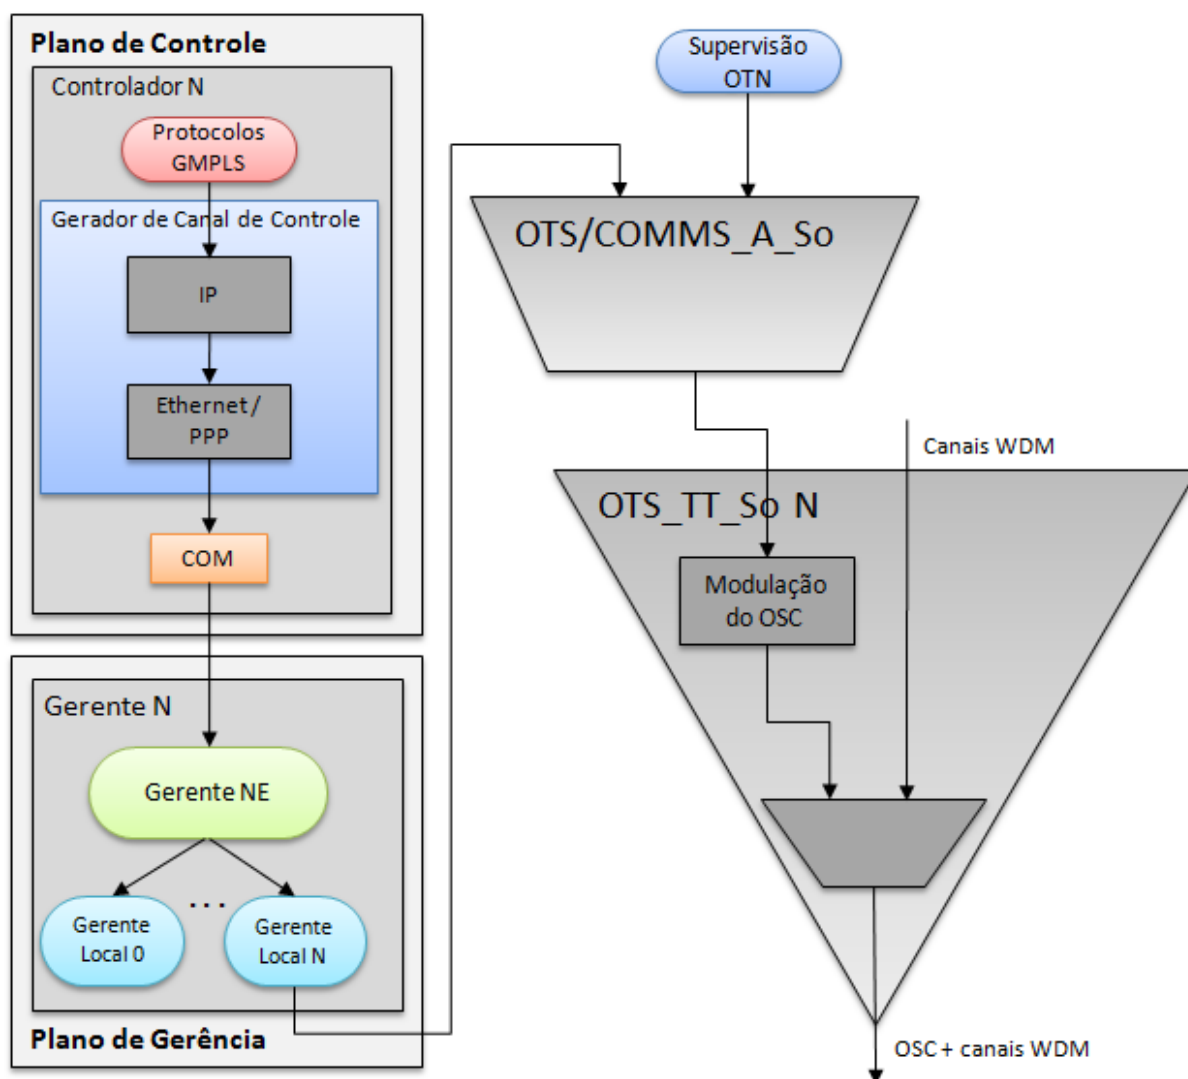 Plano de Controle
Controlador N
Protocolos
GMPLS
Gerador de Canal de Controle
IP
Ethernet /
PPP
COM
Gerente N
Gerente NE
Gerente
Local 0
...
Gerente
Local N
Plano de Gerência
Supervisão
OTN
OTS/COMMS_A_So
Canais WDM
OTS_TT_So N
Modulação
do OSC
OSC + canais WDM